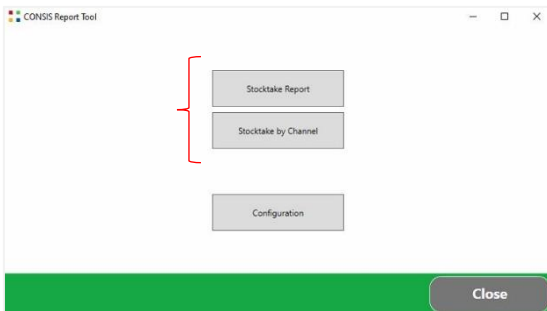 CONSIS Report Tool
Stocktake Report
Stocktake by Channel
Configuration
Close